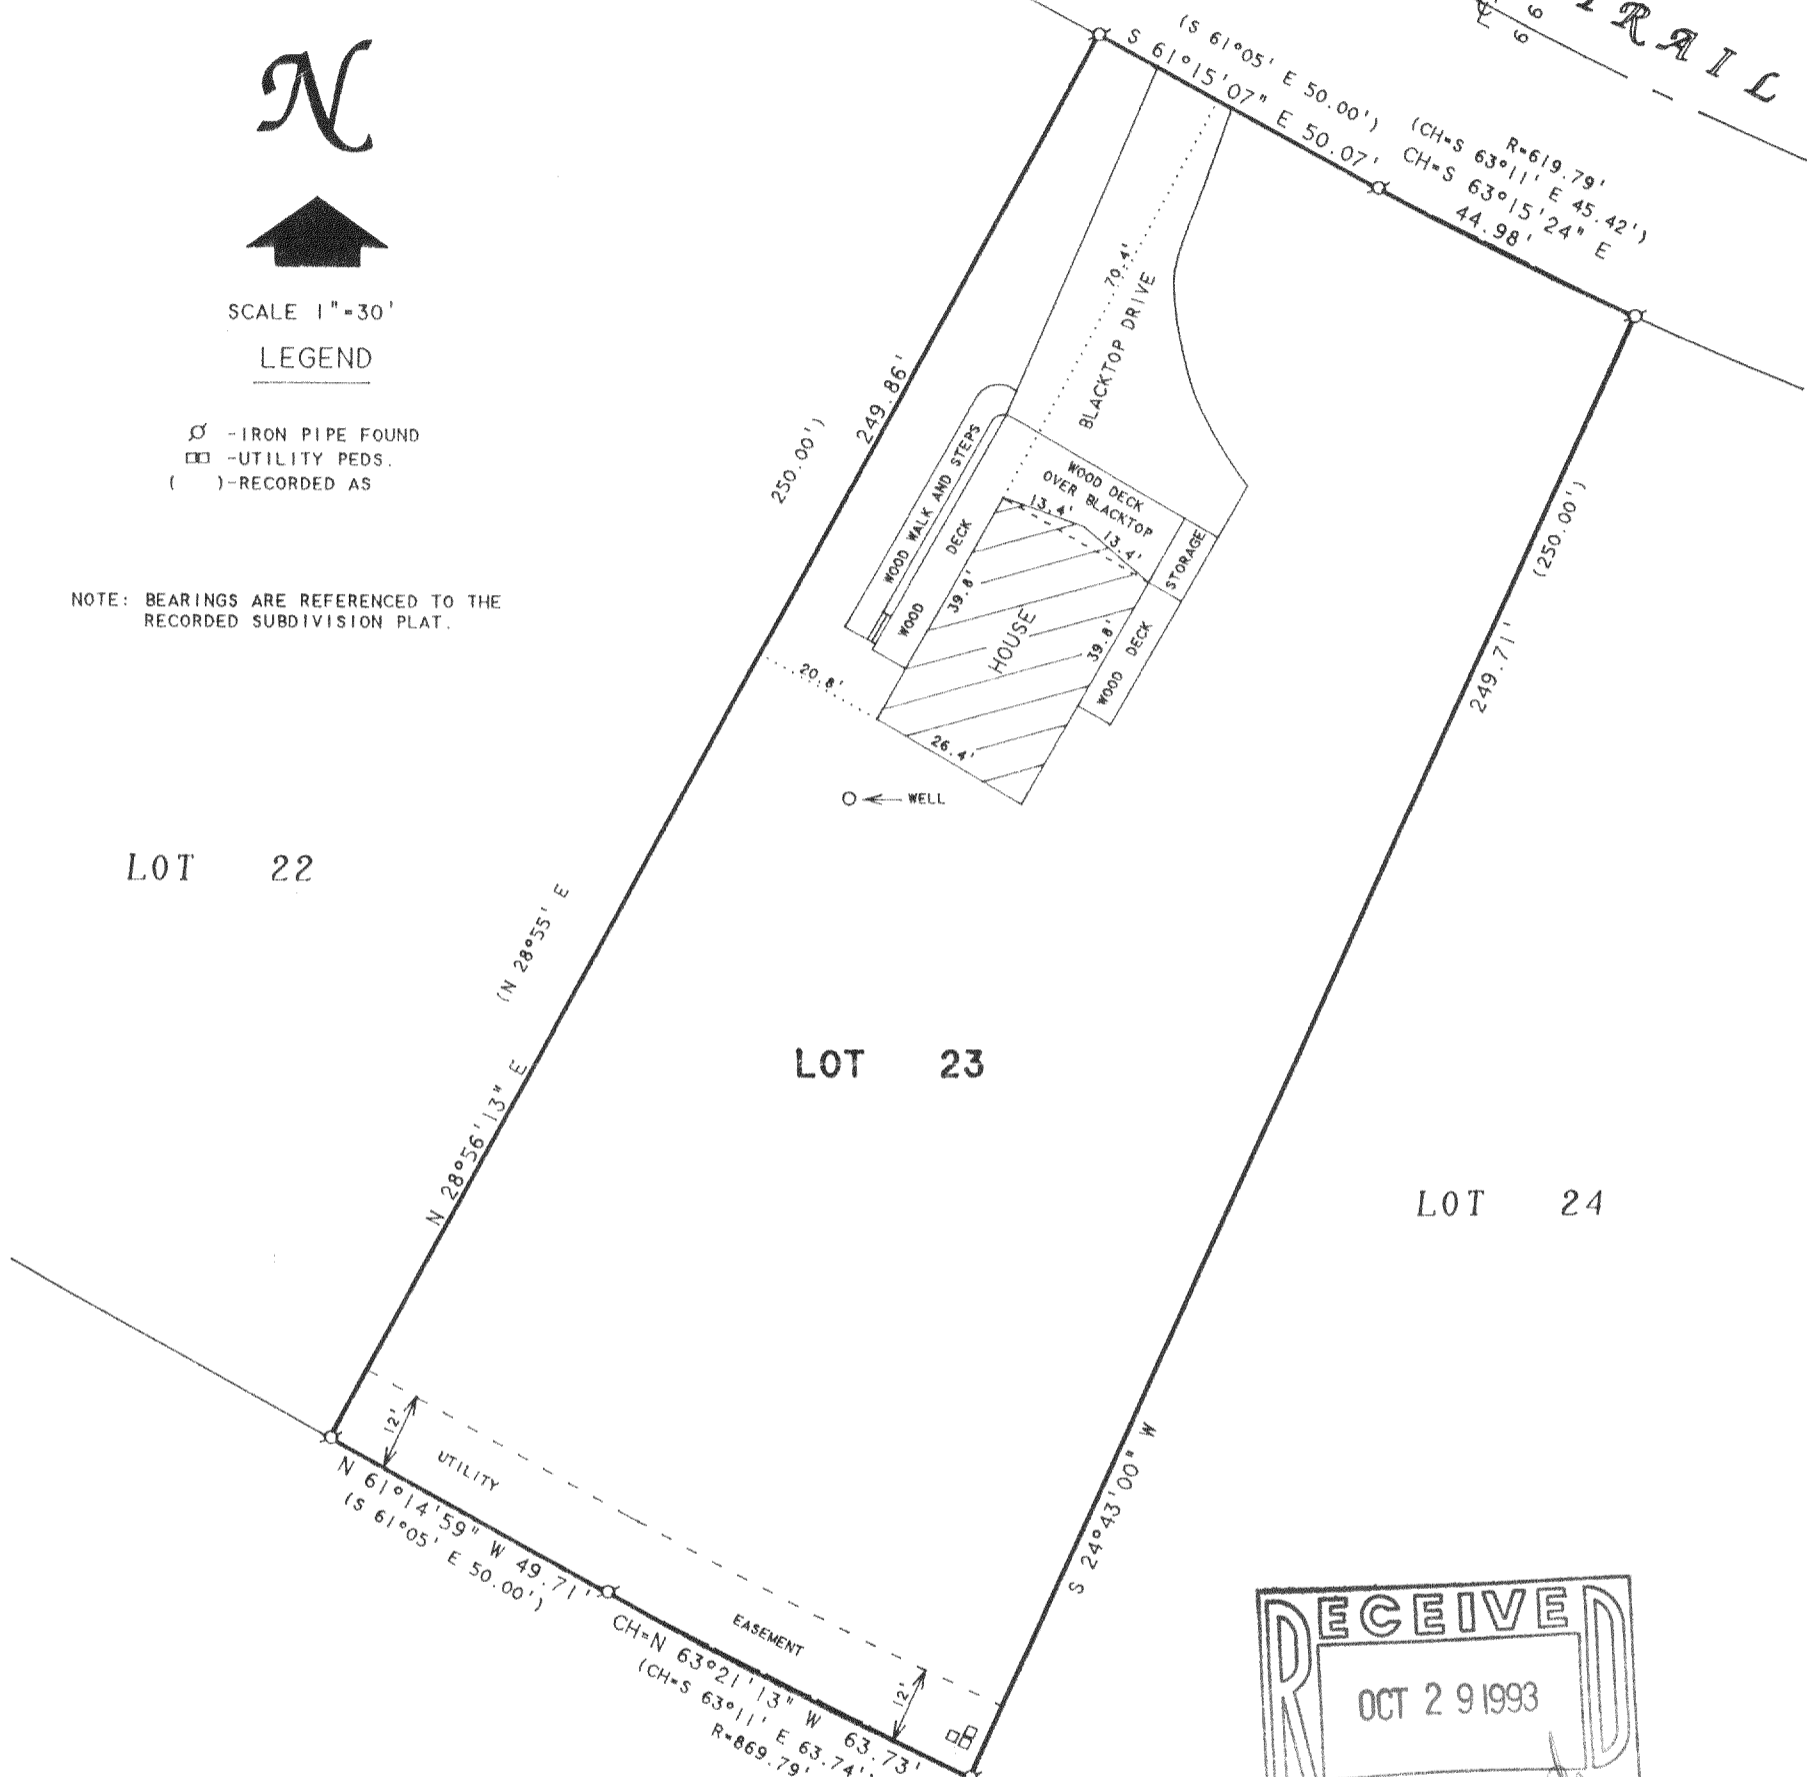 N
SCALE 1"=30'
LEGEND
-IRON PIPE FOUND
-UTILITY PEDS.
( )-RECORDED AS
NOTE: BEARINGS ARE REFERENCED TO THE
RECORDED SUBDIVISION PLAT.
TRAIL
(S 61°05' E 50.00')
S 61°15'07" E 50.07'
R=619.79'
(CH=S 63°11' E 45.42')
CH=S 63°15'24" E
44.98'
70.4'
BLACKTOP DRIVE
249.86'
(250.00')
250.00')
249.71'
WOOD WALK AND STEPS
WOOD DECK
WOOD DECK
OVER BLACKTOP
13.4'
13.4'
STORAGE
39.8'
HOUSE
39.8'
WOOD DECK
20.8'
26.4'
WELL
LOT 22
(N 28°55' E
N 28°56'13" E
LOT 23
LOT 24
S 24°43'00" W
12'
UTILITY
EASEMENT
12'
N 61°14'59" W 49.71'
(S 61°05' E 50.00')
CH=N 63°21'13" W 63.73'
(CH=S 63°11' E 63.74')
R=869.79'
RECEIVED
OCT 29 1993